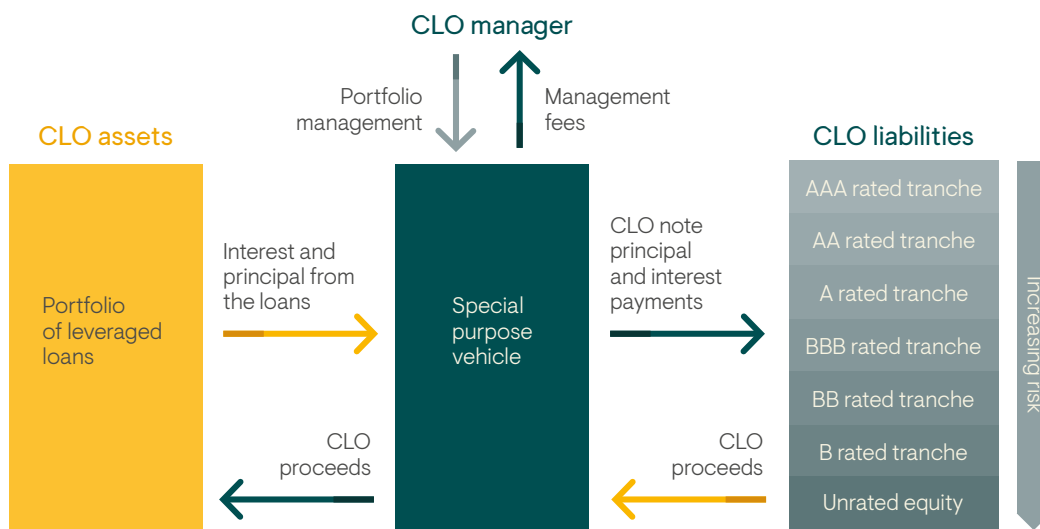 CLO manager
Portfolio
management
Management
fees
CLO assets
CLO liabilities
Portfolio
of leveraged
loans
Interest and
principal from
the loans
CLO
proceeds
Special
purpose
vehicle
CLO note
principal
and interest
payments
CLO
proceeds
AAA rated tranche
AA rated tranche
A rated tranche
BBB rated tranche
BB rated tranche
B rated tranche
Unrated equity
Increasing risk